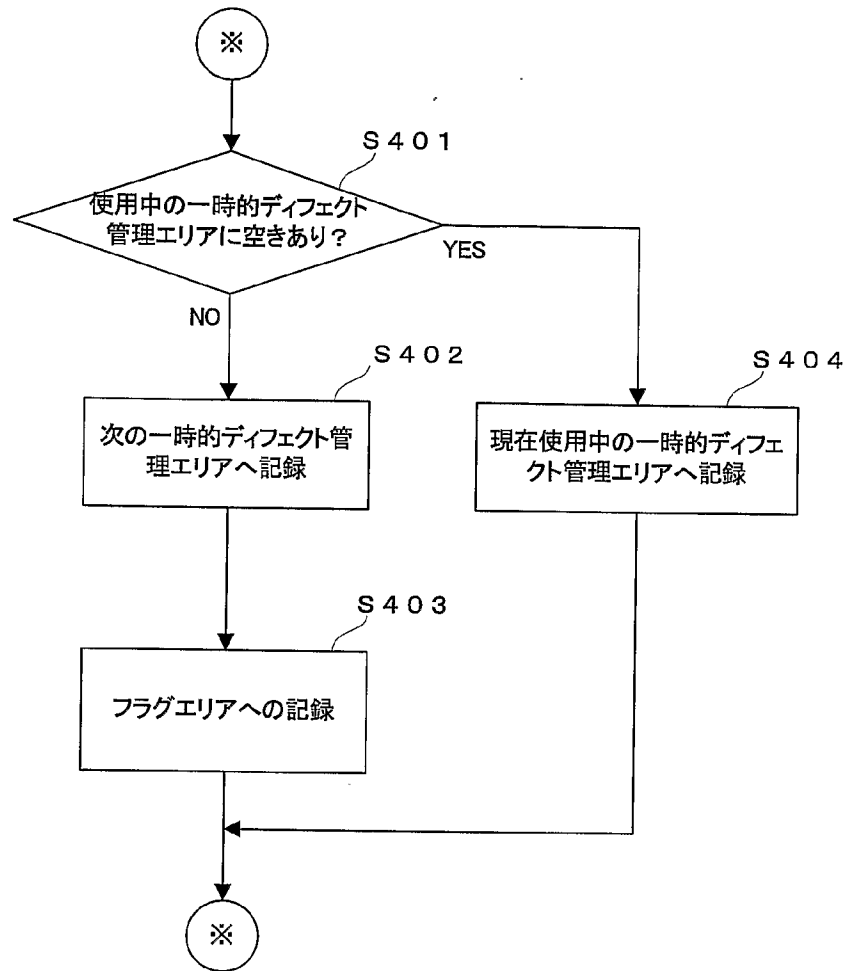 ※
S401
使用中の一時的ディフェクト
管理エリアに空きあり?
YES
NO
S402
S404
次の一時的ディフェクト管
理エリアへ記録
現在使用中の一時的ディフェ
クト管理エリアへ記録
S403
フラグエリアへの記録
※